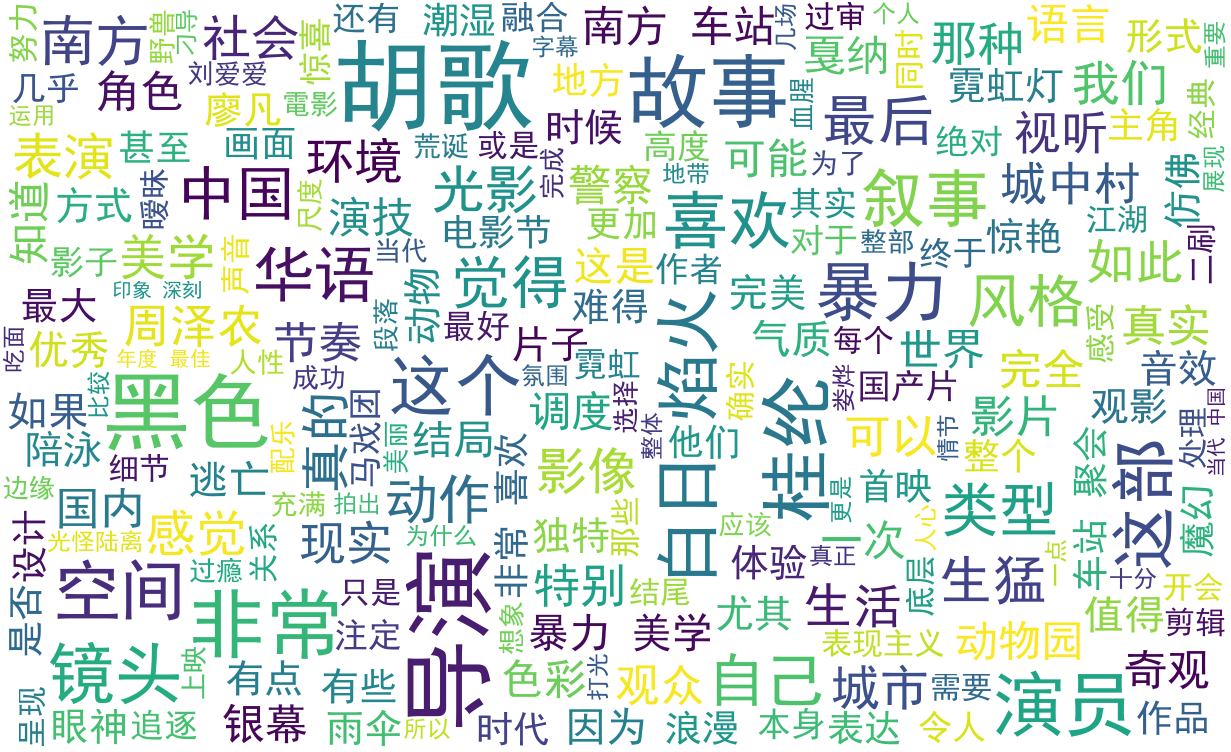 努力
南方
野兽
刁导
社会
惊喜
还有
潮湿
融合
字幕
南方 车站
几场
过审
个人
戛纳
回时
那种
语言
形式
重要
几乎
角色
刘爱爱
廖凡
電影
胡歌
地方
故事
血腥
霓虹灯
我们
经典
运用
表演
甚至
画面
环境
荒诞
或是
时候
完成
高度
可能
为了
最后
绝对
视听
主角
展现
知道
方式
暧昧
中国
尺度
演技
光影
警察
地带
喜欢
其实
叙事
城中村
江湖
仿佛
影子
美学
声音
华语
当代
电影节
更加
对于
整部
终于
惊艳
如此
二刷
印象 深刻
最大
周泽农
节奏
段落
动物
觉得
最好
这是
作者
难得
完美
暴力
风格
感受
真实
吃面
优秀
年度 最佳
人性
成功
片子
白日焰火
气质
每个
世界
完全
音效
比较
黑色
真的
这个
氛围
霓虹
选择
确实
桂纶
娄烨
国产片
影片
观影
当代 中国
如果
陪泳
细节
配乐
马戏团
美丽
结局
调度
整体
他们
可以
情节
整个
聚会
处理
这部
边缘
国内
逃亡
充满 拍出
动作
喜欢
影像
那些
更是
首映
类型
魔幻
设计
光怪陆离
感觉
过瘾
关系
现实
为什么
非常
独特
应该
一次
人心
是否
空间
非常
只是
导演
特别
结尾
体验
真正
生活
底层
生猛
一点
车站
十分
开会
镜头
上映
注定
想象
暴力 美学
尤其
表现主义
动物园
值得
剪辑
呈现
有点
有些
色彩
打光
观众
自己
城市
需要
演员
奇观
眼神
追逐
银幕
雨伞
所以
时代
因为
浪漫
本身
表达
令人
作品